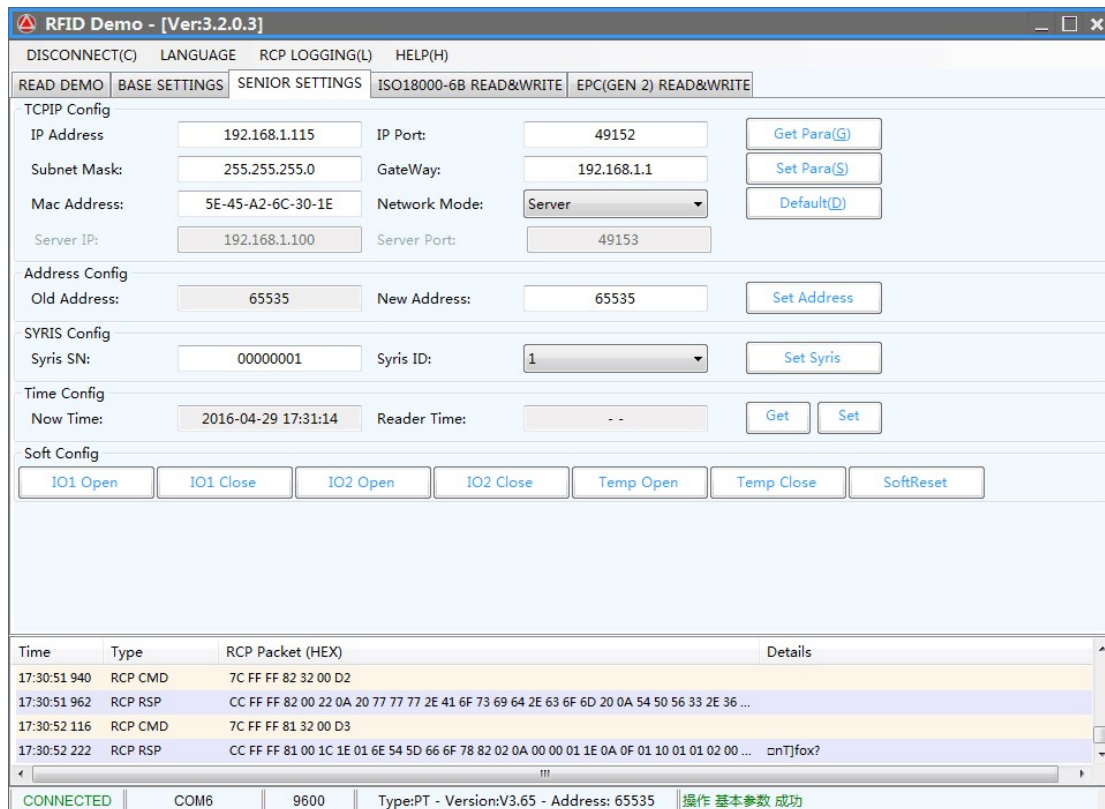 RFID Demo - [Ver:3.2.0.3]
DISCONNECT(C) LANGUAGE RCP LOGGING(L) HELP(H)
READ DEMO BASE SETTINGS SENIOR SETTINGS ISO18000-6B READ&WRITE EPC(GEN 2) READ&WRITE
TCPIP Config
IP Address 192.168.1.115 IP Port: 49152 Get Para(G)
Subnet Mask: 255.255.255.0 GateWay: 192.168.1.1 Set Para(S)
Mac Address: 5E-45-A2-6C-30-1E Network Mode: Server Default(D)
Server IP: 192.168.1.100 Server Port: 49153
Address Config
Old Address: 65535 New Address: 65535 Set Address
SYRIS Config
Syris SN: 00000001 Syris ID: 1 Set Syris
Time Config
Now Time: 2016-04-29 17:31:14 Reader Time: - - Get Set
Soft Config
IO1 Open IO1 Close IO2 Open IO2 Close Temp Open Temp Close SoftReset
Time Type RCP Packet (HEX) Details
17:30:51 940 RCP CMD 7C FF FF 82 32 00 D2
17:30:51 962 RCP RSP CC FF FF 82 00 22 0A 20 77 77 77 2E 41 6F 73 69 64 2E 63 6F 6D 20 0A 54 50 56 33 2E 36 ...
17:30:52 116 RCP CMD 7C FF FF 81 32 00 D3
17:30:52 222 RCP RSP CC FF FF 81 00 1C 1E 01 6E 54 5D 66 6F 78 82 02 0A 00 00 01 1E 0A 0F 01 10 01 01 02 00 ... □nT]fox?
CONNECTED COM6 9600 Type:PT - Version:V3.65 - Address: 65535 操作 基本参数 成功